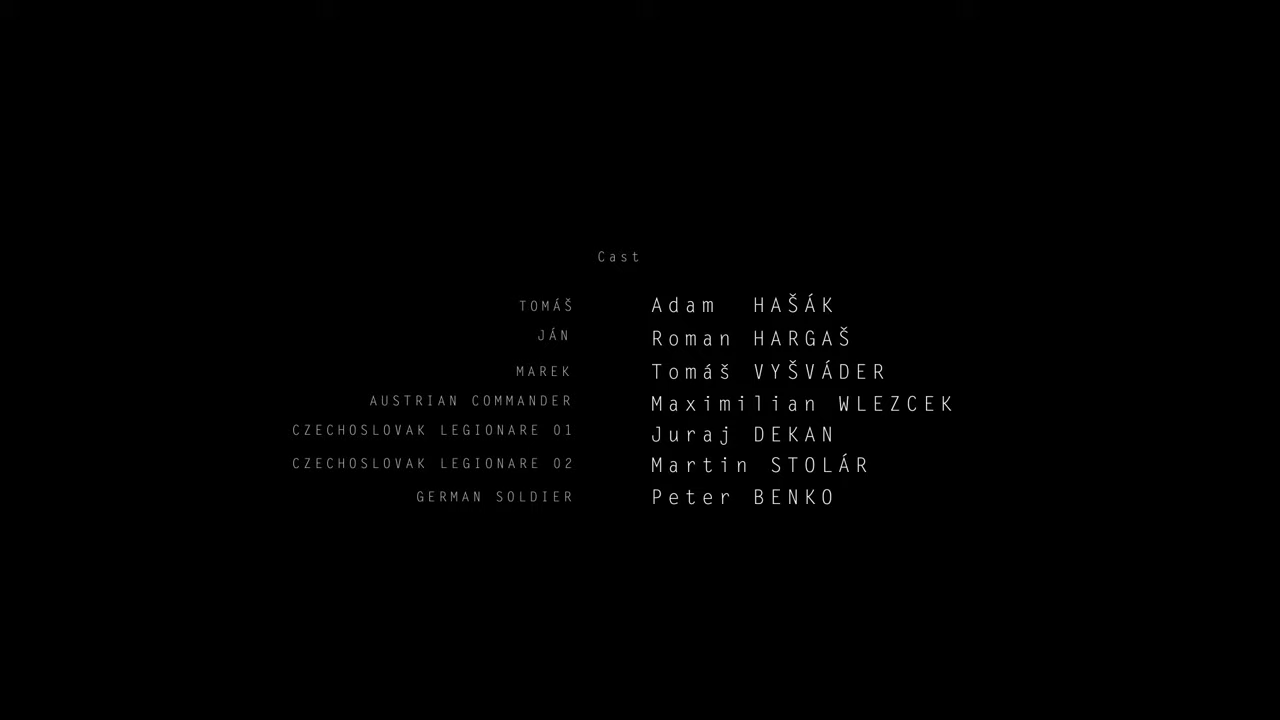 Cast
TOMÁŠ Adam HAŠÁK
JÁN Roman HARGAŠ
MAREK Tomáš VYŠVÁDER
AUSTRIAN COMMANDER Maximilian WLEZCEK
CZECHOSLOVAK LEGIONARE 01 Juraj DEKAN
CZECHOSLOVAK LEGIONARE 02 Martin STOLÁR
GERMAN SOLDIER Peter BENKO